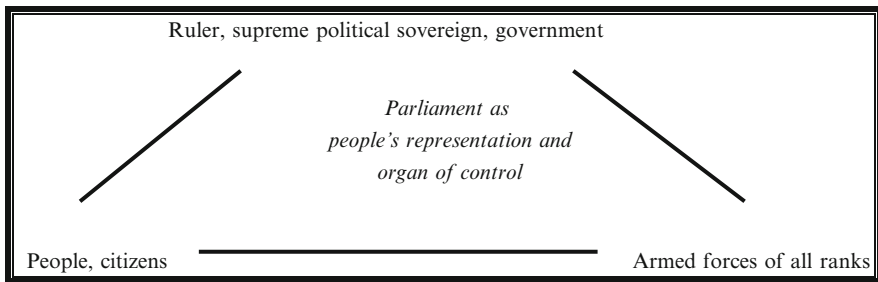 Ruler, supreme political sovereign, government
Parliament as
people’s representation and
organ of control
People, citizens
Armed forces of all ranks